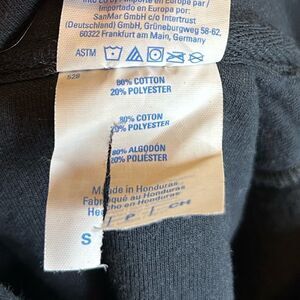 Importado en Europa por:
SanMar GmbH c/o Intertrust
(Deutschland) GmbH, Grüneburgweg 58-62,
60322 Frankfurt am Main, Germany
ASTM
80% COTTON
20% POLYESTER
80% COTTON
20% POLYESTER
80% ALGODÓN
20% POLIÉSTER
Made in Honduras
Fabriqué au Honduras
Hecho en Honduras
S / P / CH